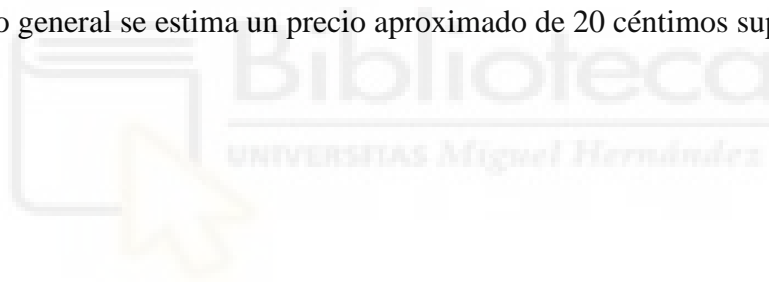 o general se estima un precio aproximado de 20 céntimos sup
Biblioteca
UNIVERSITAS Miguel Hernández